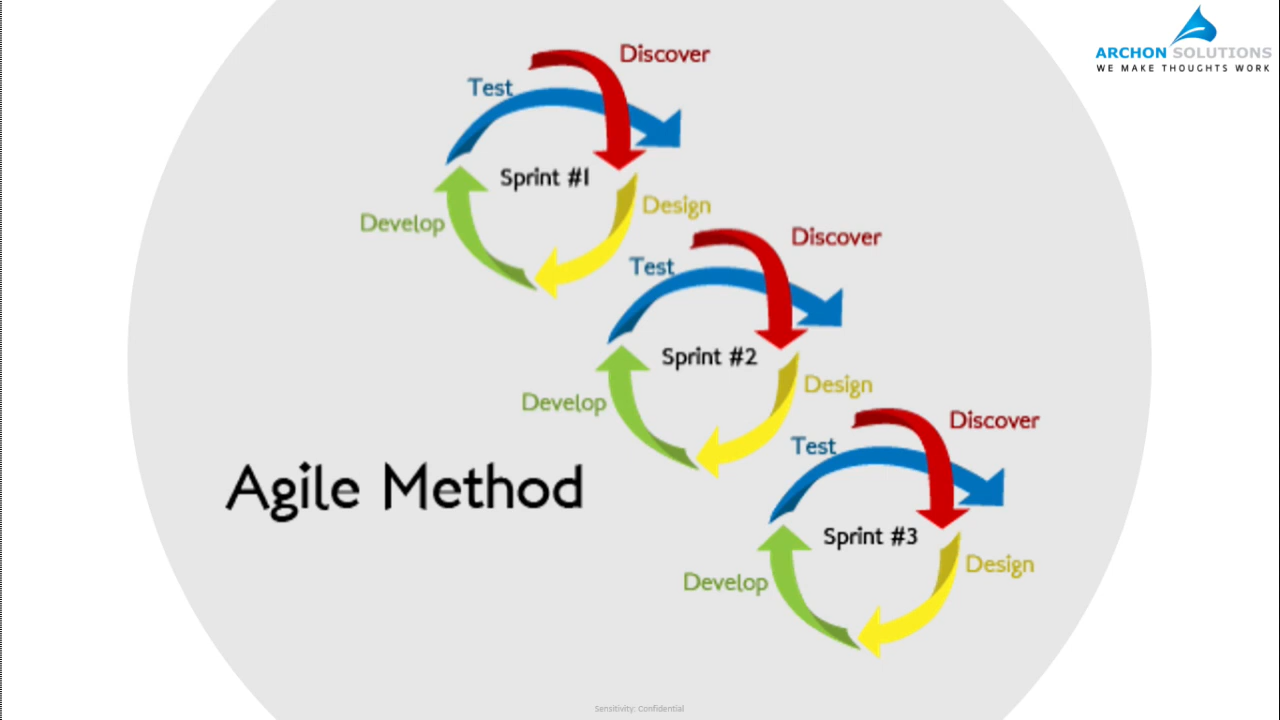 ARCHON SOLUTIONS
WE MAKE THOUGHTS WORK
Discover
Test
Sprint #1
Design
Develop
Discover
Test
Sprint #2
Design
Develop
Discover
Test
Sprint #3
Design
Develop
Agile Method
Sensitivity: Confidential